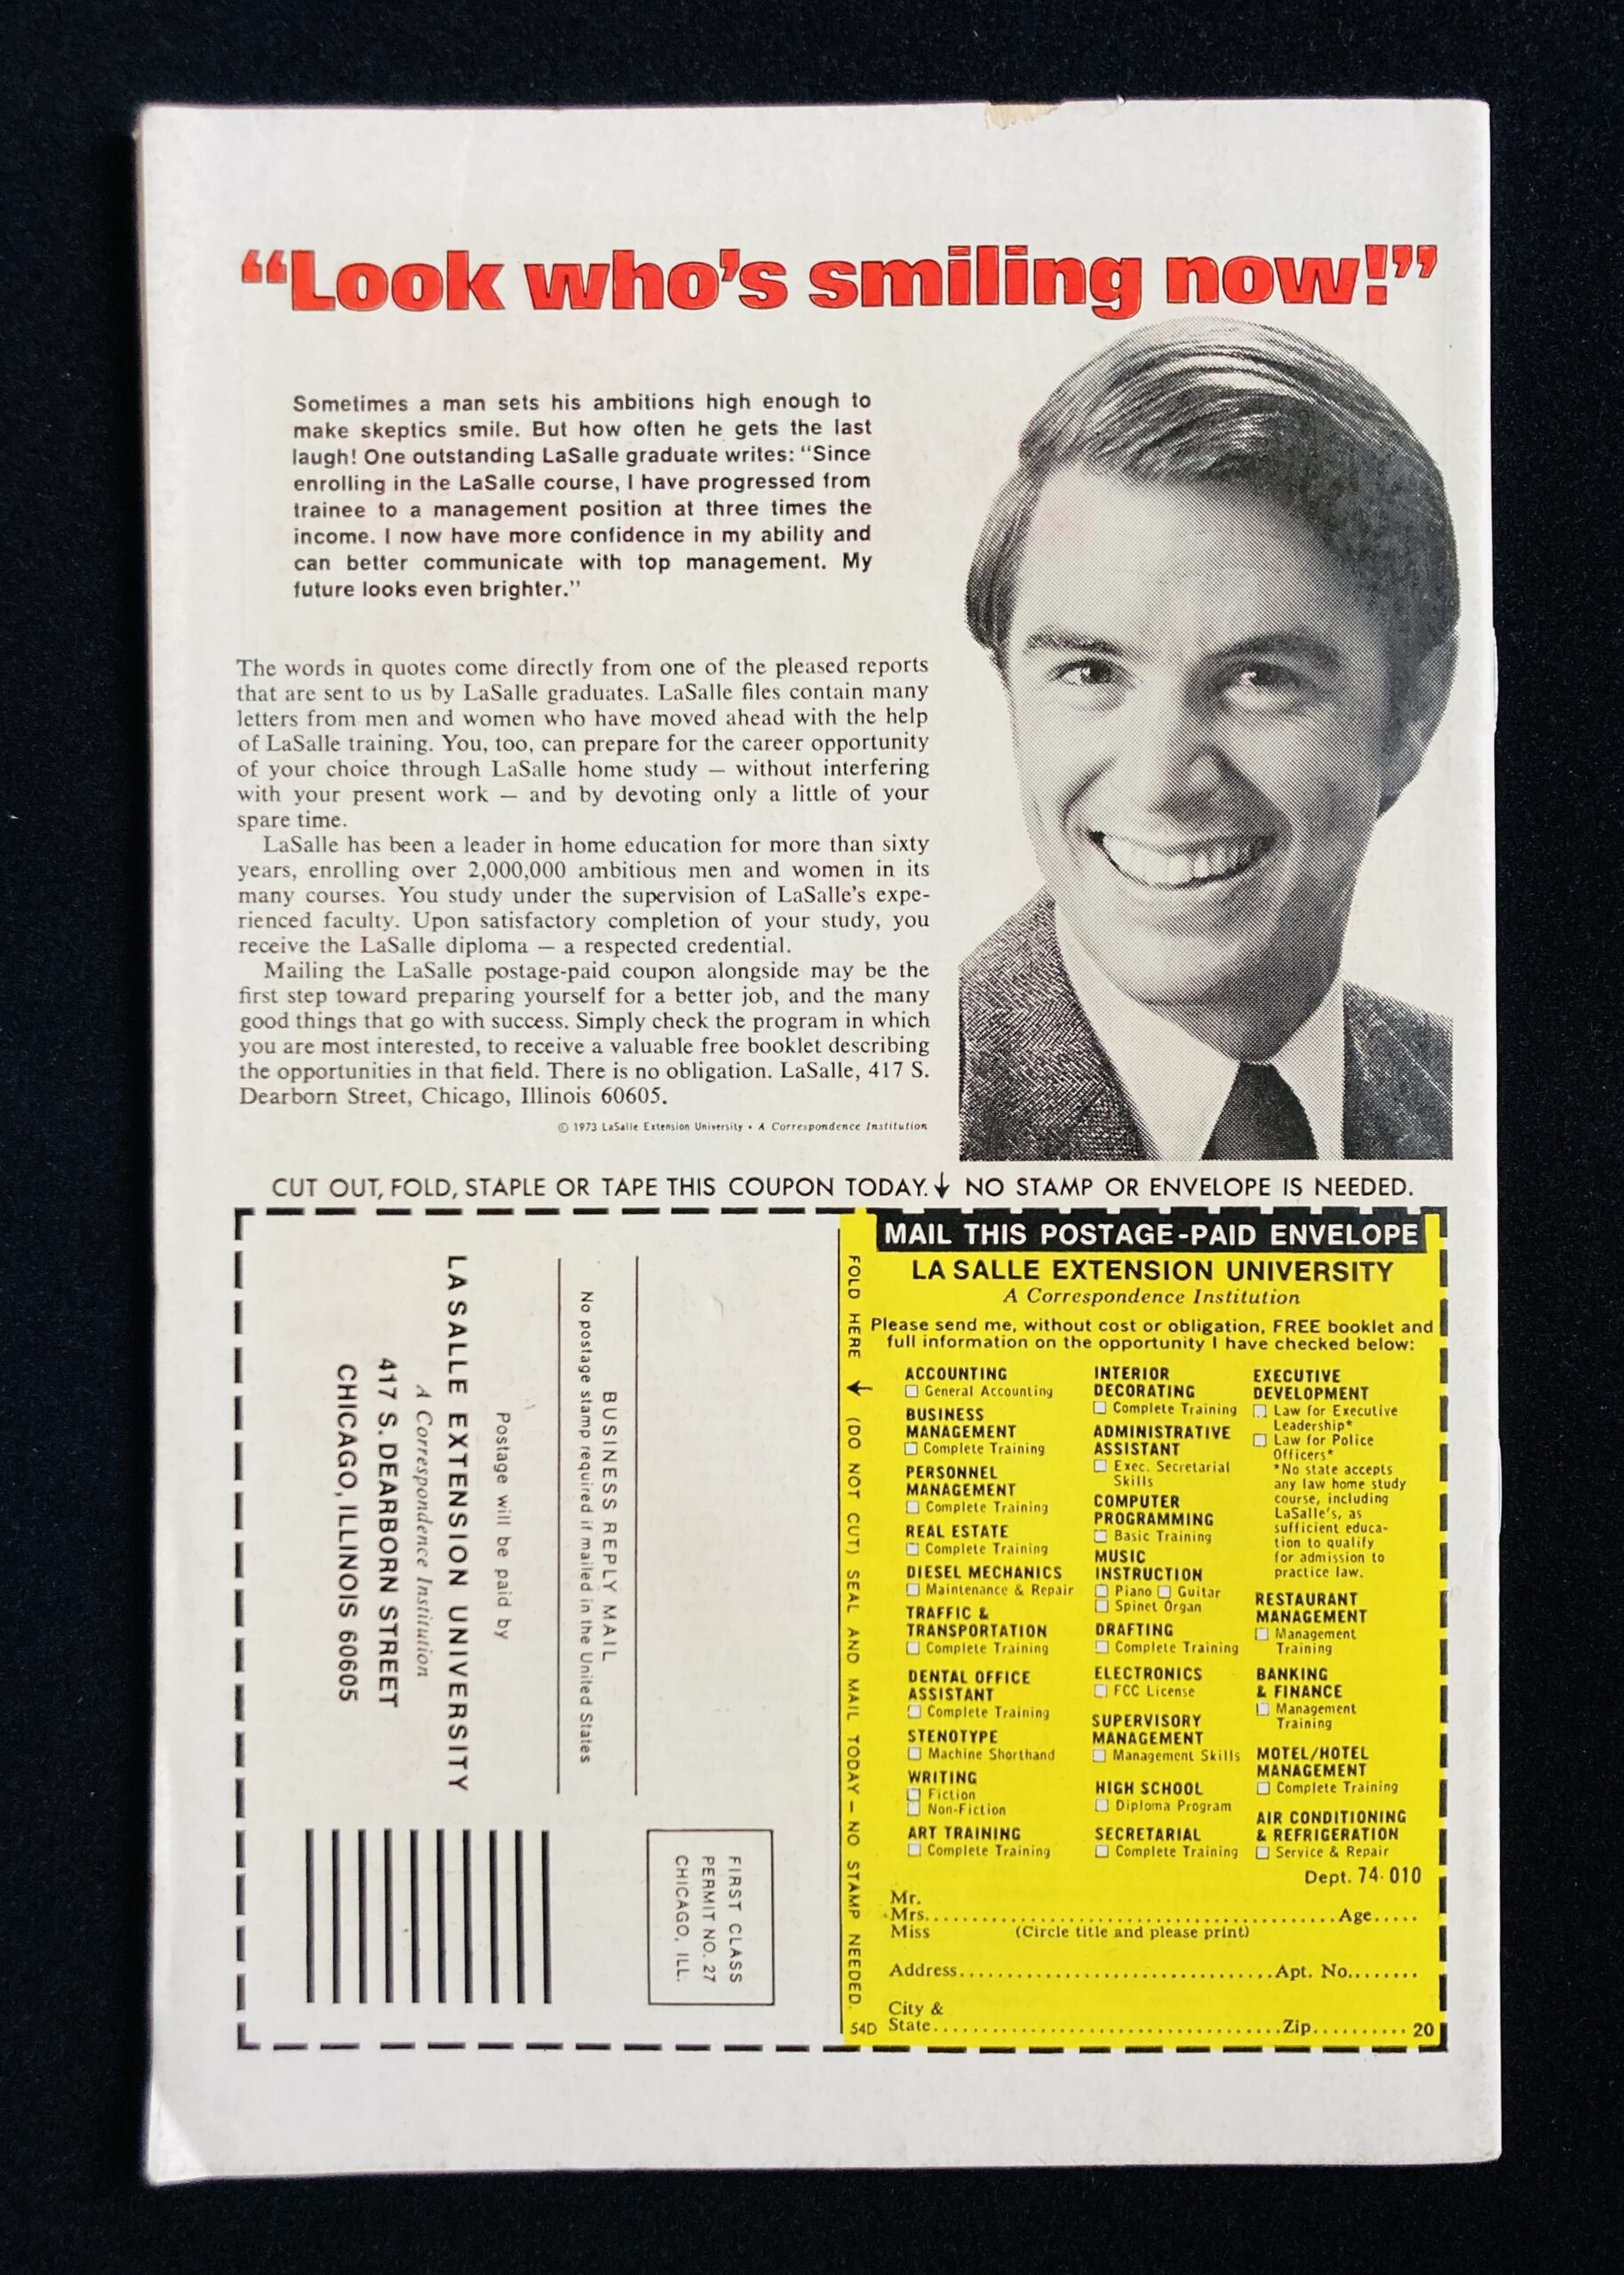 “Look who’s smiling now!”
Sometimes a man sets his ambitions high enough to
make skeptics smile. But how often he gets the last
laugh! One outstanding LaSalle graduate writes: “Since
enrolling in the LaSalle course, I have progressed from
trainee to a management position at three times the
income. I now have more confidence in my ability and
can better communicate with top management. My
future looks even brighter.”
The words in quotes come directly from one of the pleased reports
that are sent to us by LaSalle graduates. LaSalle files contain many
letters from men and women who have moved ahead with the help
of LaSalle training. You, too, can prepare for the career opportunity
of your choice through LaSalle home study — without interfering
with your present work — and by devoting only a little of your
spare time.
LaSalle has been a leader in home education for more than sixty
years, enrolling over 2,000,000 ambitious men and women in its
many courses. You study under the supervision of LaSalle’s expe-
rienced faculty. Upon satisfactory completion of your study, you
receive the LaSalle diploma — a respected credential.
Mailing the LaSalle postage-paid coupon alongside may be the
first step toward preparing yourself for a better job, and the many
good things that go with success. Simply check the program in which
you are most interested, to receive a valuable free booklet describing
the opportunities in that field. There is no obligation. LaSalle, 417 S.
Dearborn Street, Chicago, Illinois 60605.
© 1973 LaSalle Extension University • A Correspondence Institution
CUT OUT, FOLD, STAPLE OR TAPE THIS COUPON TODAY. ↓ NO STAMP OR ENVELOPE IS NEEDED.
FIRST CLASS
PERMIT NO. 27
CHICAGO, ILL.
BUSINESS REPLY MAIL
No postage stamp required if mailed in the United States
Postage will be paid by
LA SALLE EXTENSION UNIVERSITY
A Correspondence Institution
417 S. DEARBORN STREET
CHICAGO, ILLINOIS 60605
FOLD HERE ↓ (DO NOT CUT) SEAL AND MAIL TODAY — NO STAMP NEEDED.
MAIL THIS POSTAGE-PAID ENVELOPE
LA SALLE EXTENSION UNIVERSITY
A Correspondence Institution
Please send me, without cost or obligation, FREE booklet and
full information on the opportunity I have checked below:
ACCOUNTING
☐ General Accounting
BUSINESS
MANAGEMENT
☐ Complete Training
PERSONNEL
MANAGEMENT
☐ Complete Training
REAL ESTATE
☐ Complete Training
DIESEL MECHANICS
☐ Maintenance & Repair
TRAFFIC &
TRANSPORTATION
☐ Complete Training
DENTAL OFFICE
ASSISTANT
☐ Complete Training
STENOTYPE
☐ Machine Shorthand
WRITING
☐ Fiction
☐ Non-Fiction
ART TRAINING
☐ Complete Training
INTERIOR
DECORATING
☐ Complete Training
ADMINISTRATIVE
ASSISTANT
☐ Exec. Secretarial
Skills
COMPUTER
PROGRAMMING
☐ Basic Training
MUSIC
INSTRUCTION
☐ Piano ☐ Guitar
☐ Spinet Organ
DRAFTING
☐ Complete Training
ELECTRONICS
☐ FCC License
SUPERVISORY
MANAGEMENT
☐ Management Skills
HIGH SCHOOL
☐ Diploma Program
SECRETARIAL
☐ Complete Training
EXECUTIVE
DEVELOPMENT
☐ Law for Executive
Leadership*
☐ Law for Police
Officers*
*No state accepts
any law home study
course, including
LaSalle's, as
sufficient educa-
tion to qualify
for admission to
practice law.
RESTAURANT
MANAGEMENT
☐ Management
Training
BANKING
& FINANCE
☐ Management
Training
MOTEL/HOTEL
MANAGEMENT
☐ Complete Training
AIR CONDITIONING
& REFRIGERATION
☐ Service & Repair
Dept. 74-010
Mr.
Mrs. Age
Miss (Circle title and please print)
Address Apt. No.
City &
State Zip 20
54D